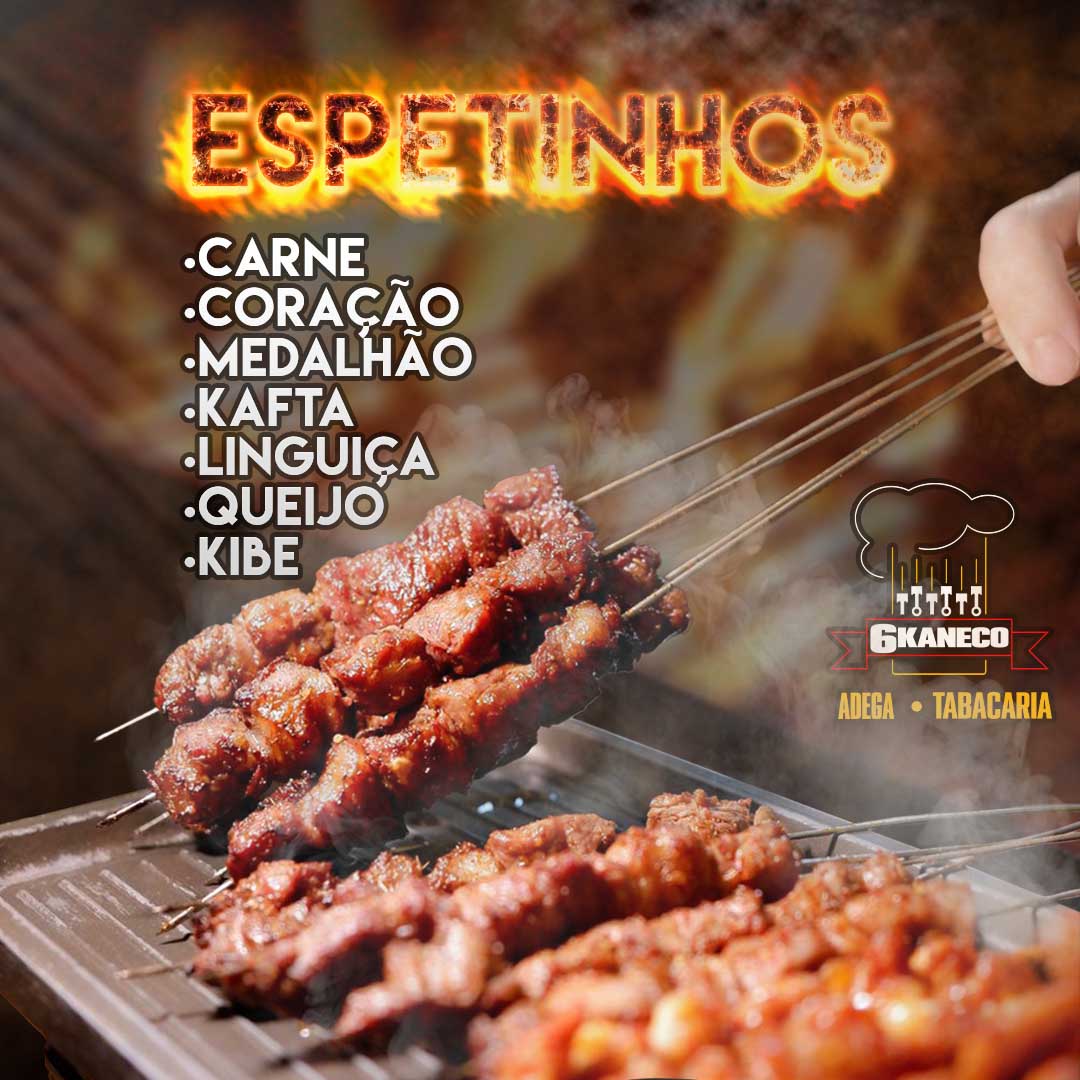 ESPETINHOS
•CARNE
•CORAÇÃO
•MEDALHÃO
•KAFTA
•LINGUIÇA
•QUEIJO
•KIBE
6KANECO
ADEGA • TABACARIA